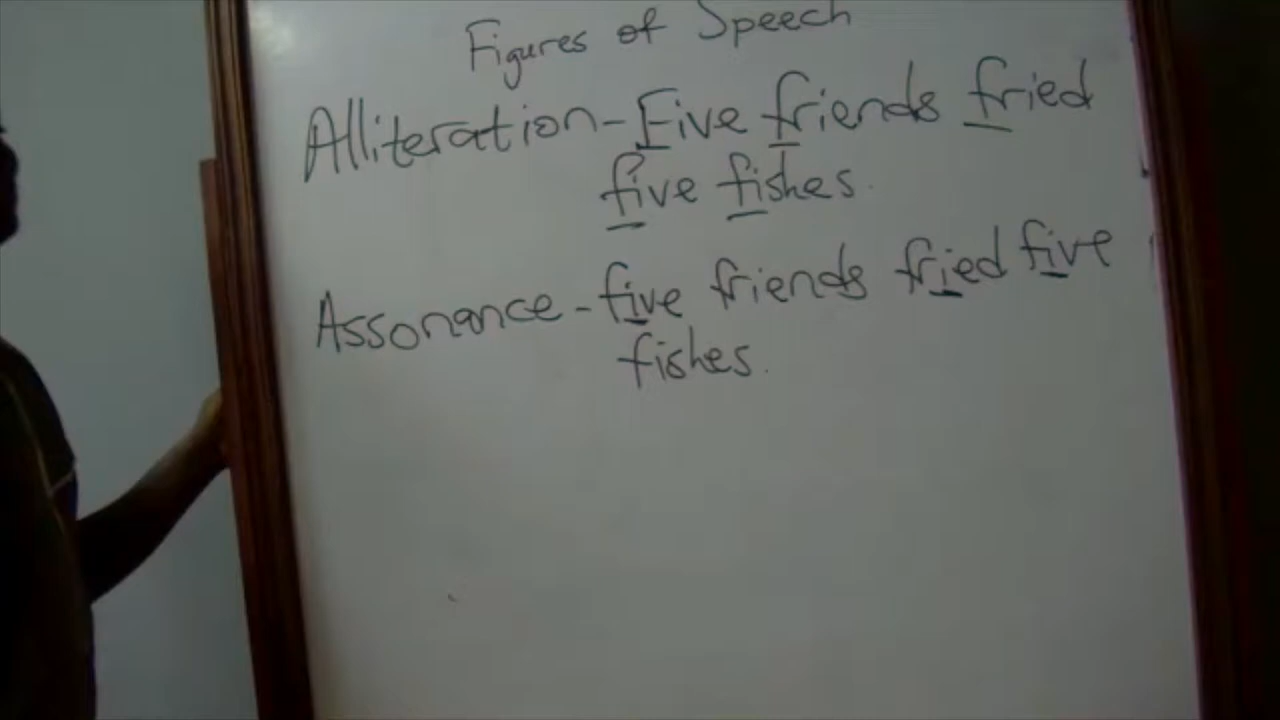 Figures of Speech
Alliteration - Five friends fried
five fishes.
Assonance - five friends fried five
fishes.